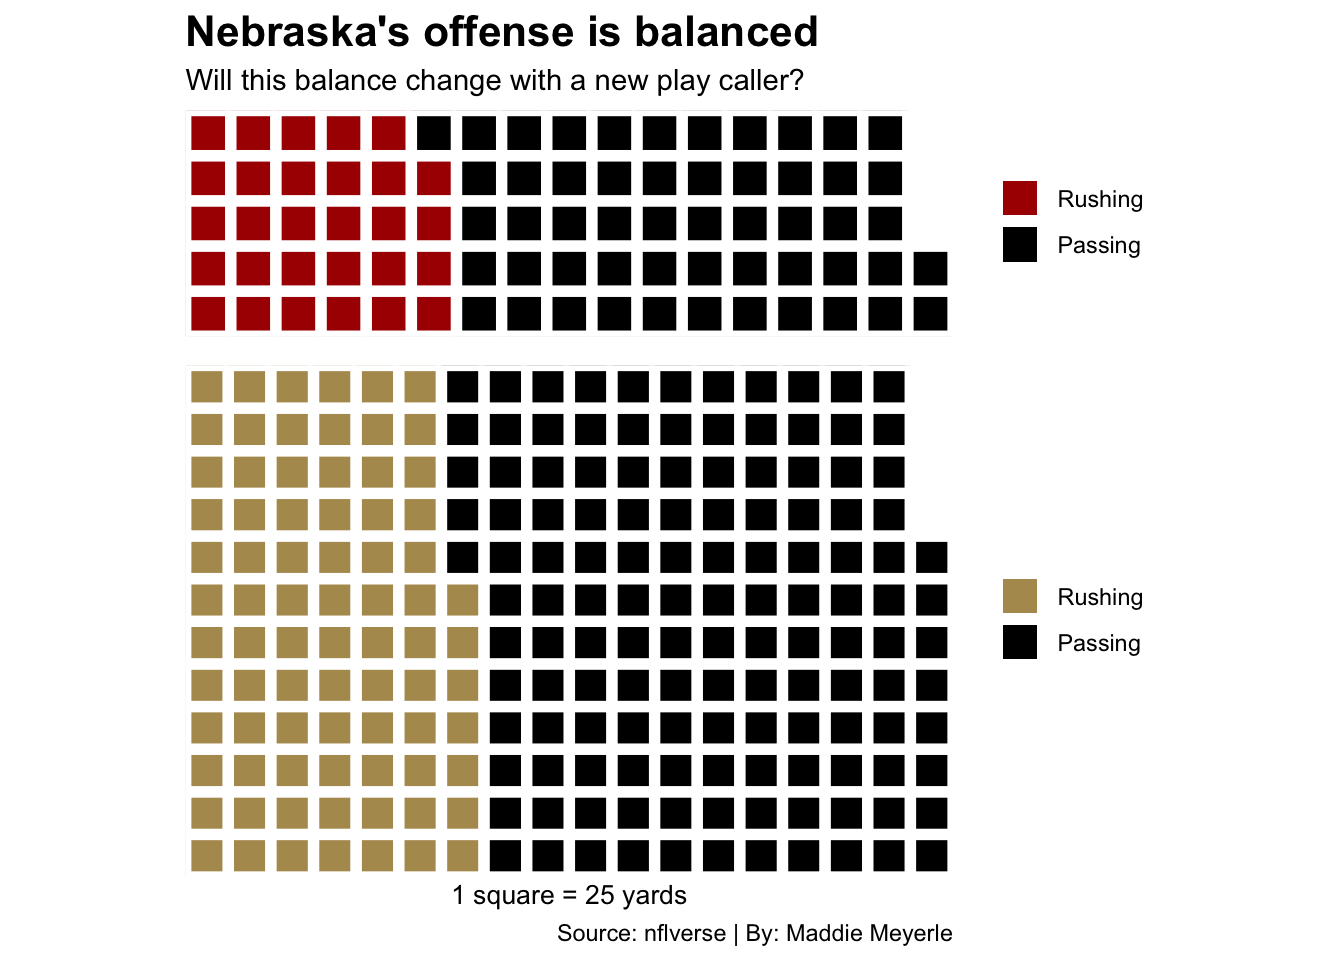 Nebraska's offense is balanced
Will this balance change with a new play caller?
Rushing
Passing
Rushing
Passing
1 square = 25 yards
Source: nflverse | By: Maddie Meyerle